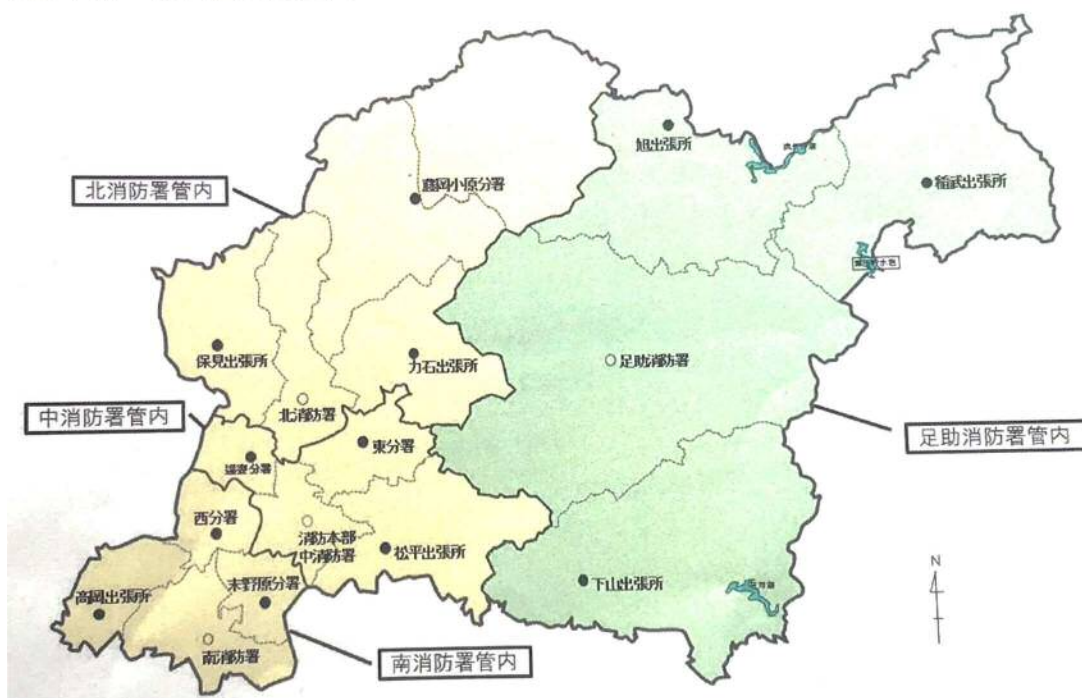 旭出張所
稲武出張所
藤岡小原分署
北消防署管内
保見出張所
力石出張所
足助消防署
北消防署
中消防署管内
東分署
足助消防署管内
西分署
消防本部
中消防署
松平出張所
下山出張所
末野原分署
高岡出張所
南消防署
南消防署管内
N